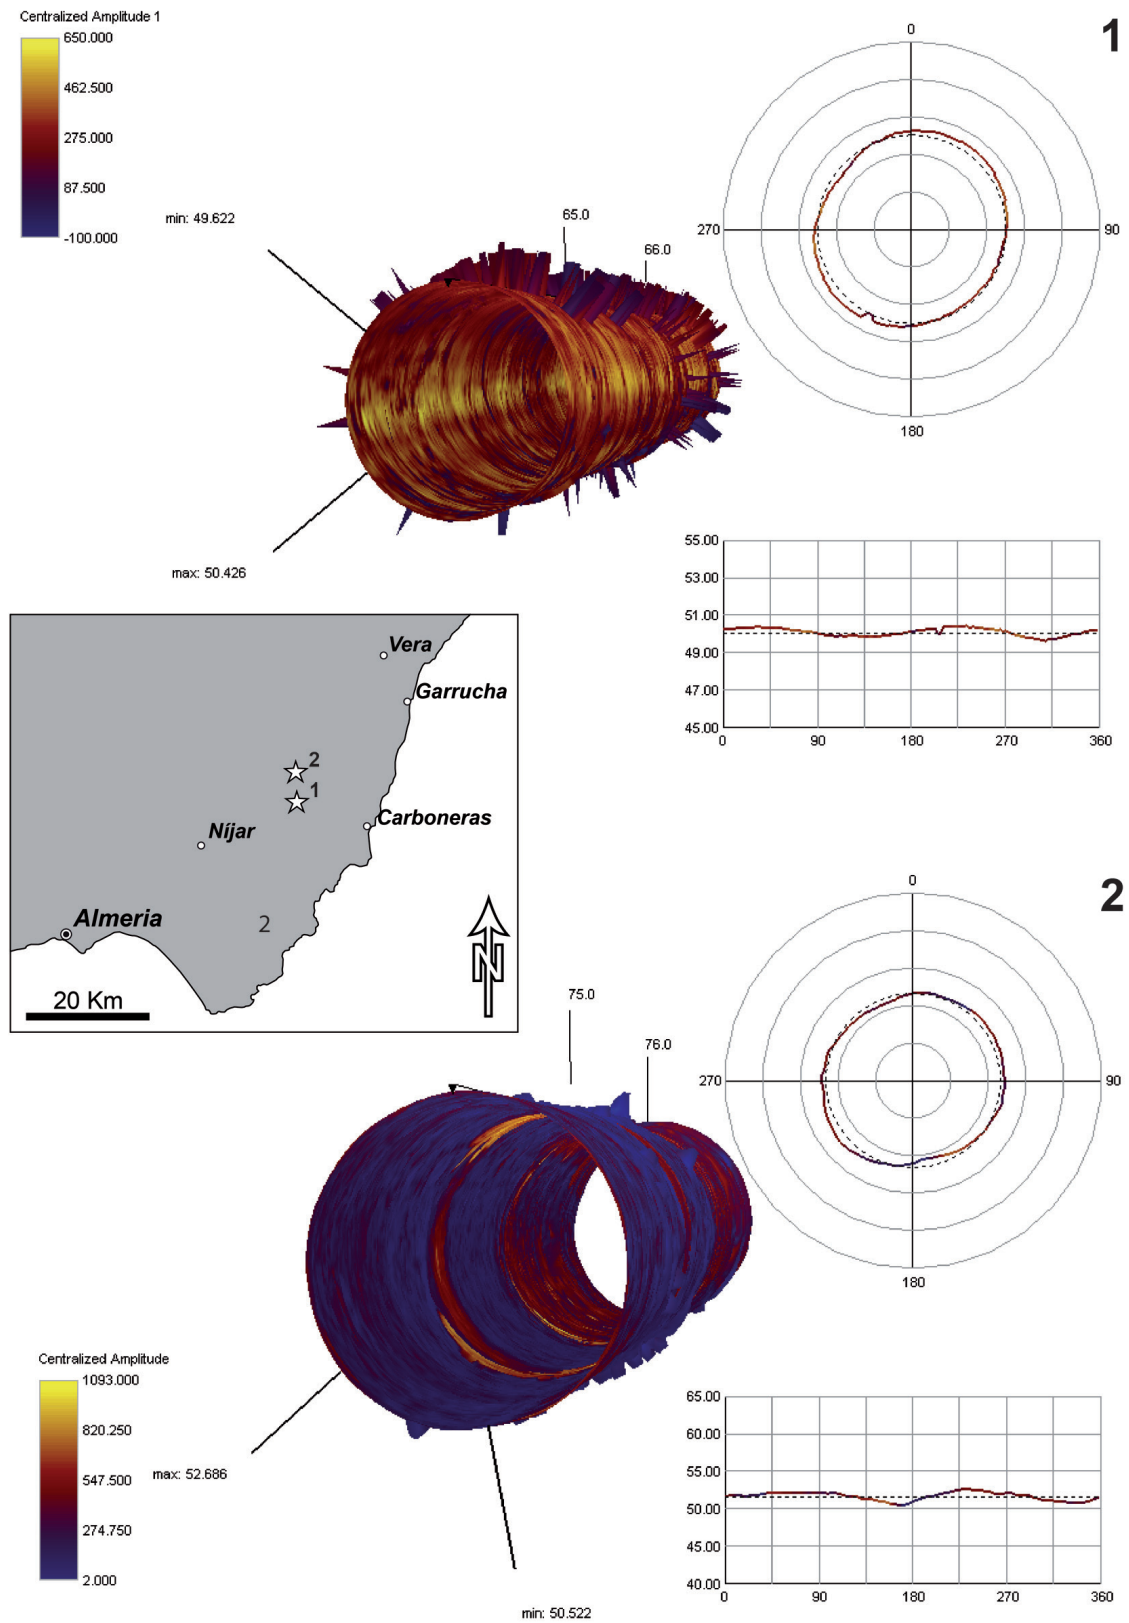 Centralized Amplitude 1
650.000
462.500
275.000
87.500
-100.000
1
0
90
180
270
min: 49.622
65.0
66.0
max: 50.426
55.00
53.00
51.00
49.00
47.00
45.00
0 90 180 270 360
Vera
Garrucha
2
1
Carboneras
Níjar
2
Almeria
N
20 Km
2
0
90
180
270
75.0
76.0
Centralized Amplitude
1093.000
820.250
547.500
274.750
2.000
max: 52.686
min: 50.522
65.00
60.00
55.00
50.00
45.00
40.00
0 90 180 270 360